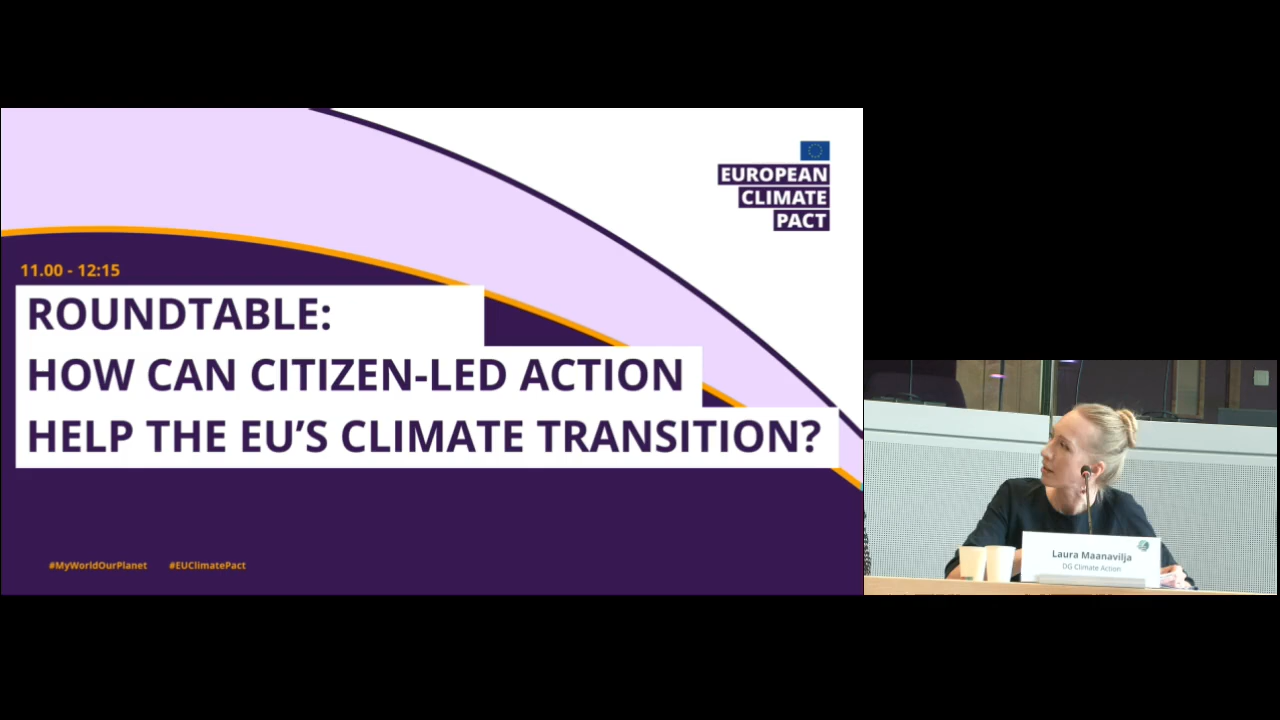 EUROPEAN
CLIMATE
PACT
11.00 - 12:15
ROUNDTABLE:
HOW CAN CITIZEN-LED ACTION
HELP THE EU’S CLIMATE TRANSITION?
#MyWorldOurPlanet #EUClimatePact
Laura Maanavilja
DG Climate Action